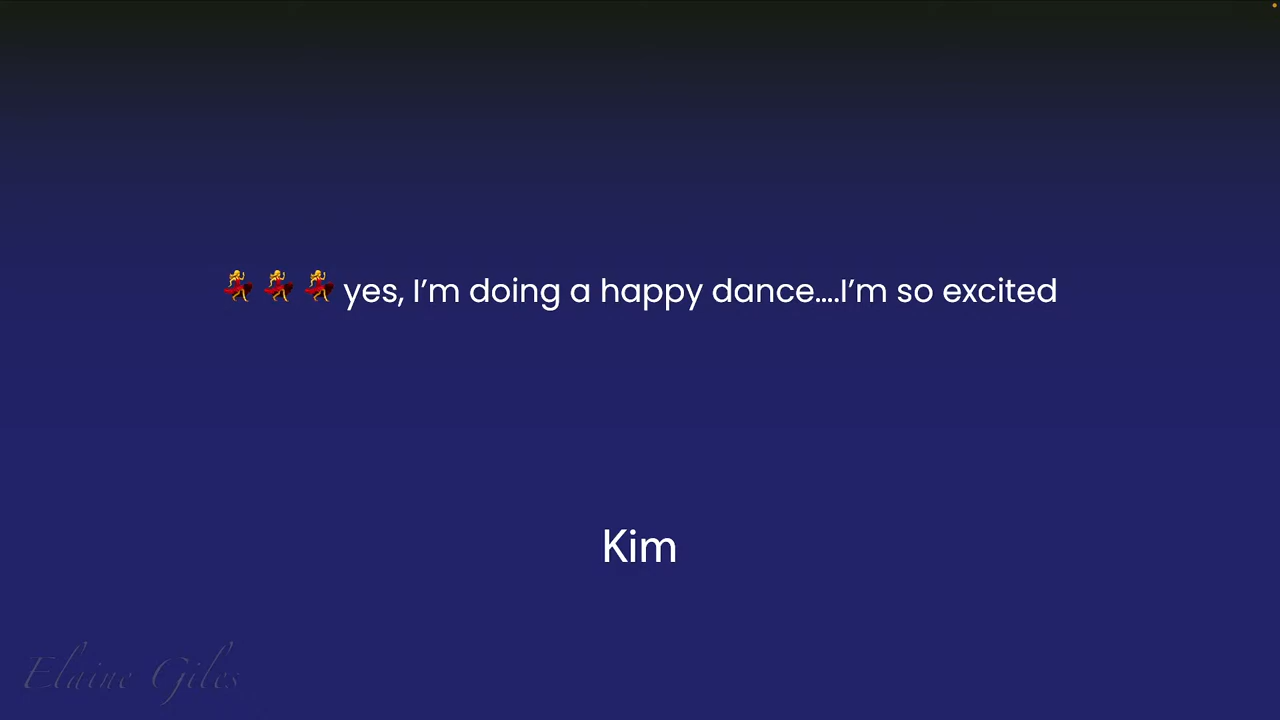 💃 💃 💃 yes, I’m doing a happy dance....I’m so excited
Kim
Elaine Giles